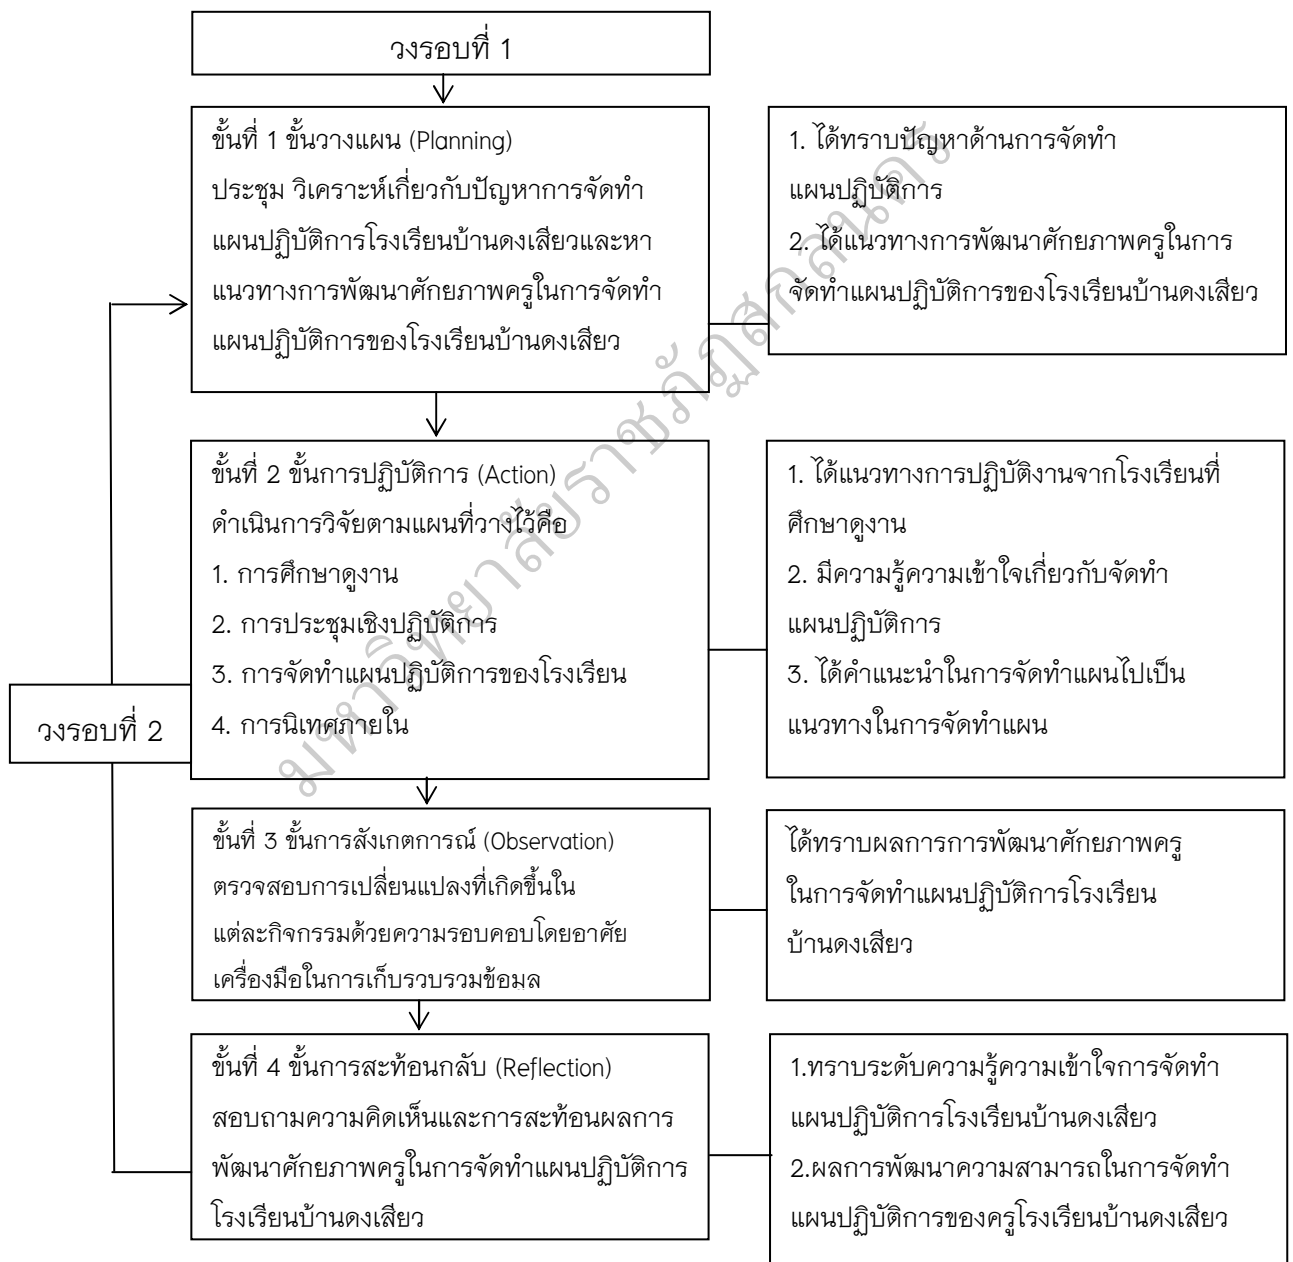 วงรอบที่ 1
ขั้นที่ 1 ขั้นวางแผน (Planning)
ประชุม วิเคราะห์เกี่ยวกับปัญหาการจัดทำ
แผนปฏิบัติการโรงเรียนบ้านดงเสียวและหา
แนวทางการพัฒนาศักยภาพครูในการจัดทำ
แผนปฏิบัติการของโรงเรียนบ้านดงเสียว
1. ได้ทราบปัญหาด้านการจัดทำ
แผนปฏิบัติการ
2. ได้แนวทางการพัฒนาศักยภาพครูในการ
จัดทำแผนปฏิบัติการของโรงเรียนบ้านดงเสียว
ขั้นที่ 2 ขั้นการปฏิบัติการ (Action)
ดำเนินการวิจัยตามแผนที่วางไว้คือ
1. การศึกษาดูงาน
2. การประชุมเชิงปฏิบัติการ
3. การจัดทำแผนปฏิบัติการของโรงเรียน
4. การนิเทศภายใน
1. ได้แนวทางการปฏิบัติงานจากโรงเรียนที่
ศึกษาดูงาน
2. มีความรู้ความเข้าใจเกี่ยวกับจัดทำ
แผนปฏิบัติการ
3. ได้คำแนะนำในการจัดทำแผนไปเป็น
แนวทางในการจัดทำแผน
วงรอบที่ 2
ขั้นที่ 3 ขั้นการสังเกตการณ์ (Observation)
ตรวจสอบการเปลี่ยนแปลงที่เกิดขึ้นใน
แต่ละกิจกรรมด้วยความรอบคอบโดยอาศัย
เครื่องมือในการเก็บรวบรวมข้อมูล
ได้ทราบผลการการพัฒนาศักยภาพครู
ในการจัดทำแผนปฏิบัติการโรงเรียน
บ้านดงเสียว
ขั้นที่ 4 ขั้นการสะท้อนกลับ (Reflection)
สอบถามความคิดเห็นและการสะท้อนผลการ
พัฒนาศักยภาพครูในการจัดทำแผนปฏิบัติการ
โรงเรียนบ้านดงเสียว
1.ทราบระดับความรู้ความเข้าใจการจัดทำ
แผนปฏิบัติการโรงเรียนบ้านดงเสียว
2.ผลการพัฒนาความสามารถในการจัดทำ
แผนปฏิบัติการของครูโรงเรียนบ้านดงเสียว
มหาวิทยาลัยราชภัฏสกลนคร